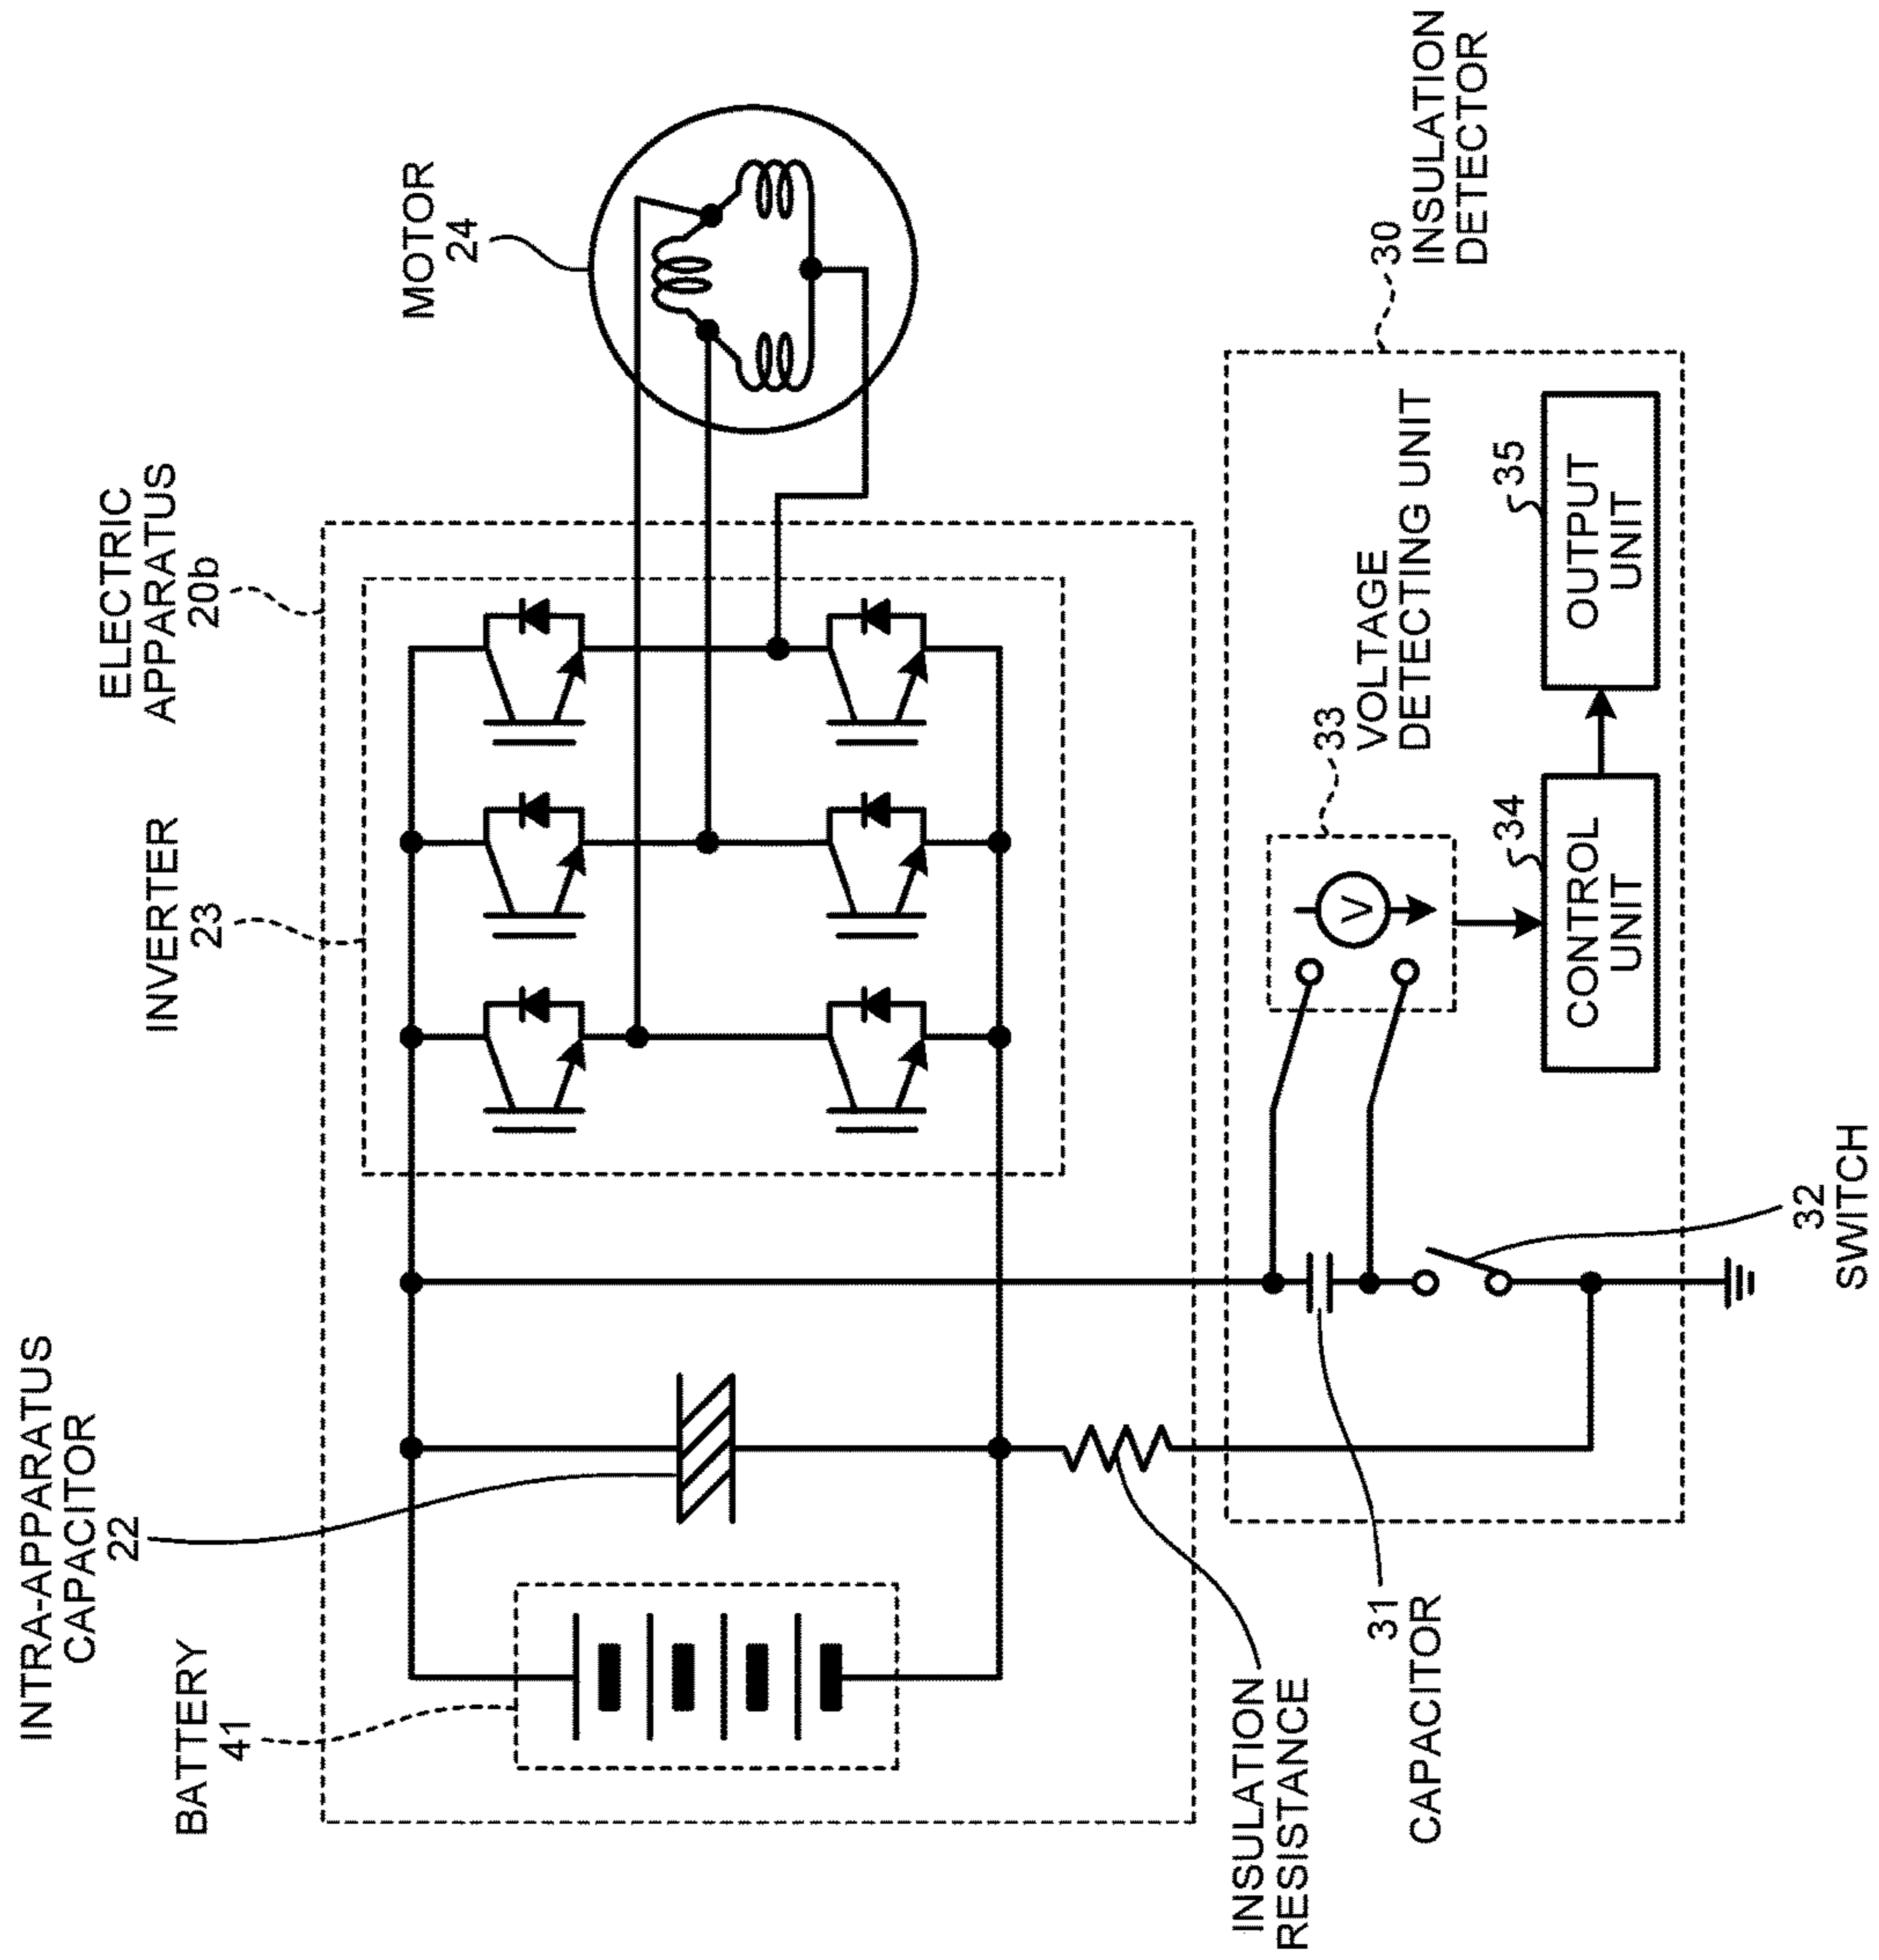 INTRA-APPARATUS
CAPACITOR
22
BATTERY
41
INVERTER
23
ELECTRIC
APPARATUS
20b
MOTOR
24
INSULATION
RESISTANCE
31
CAPACITOR
32
SWITCH
33
VOLTAGE
DETECTING UNIT
V
34
CONTROL
UNIT
35
OUTPUT
UNIT
30
INSULATION
DETECTOR